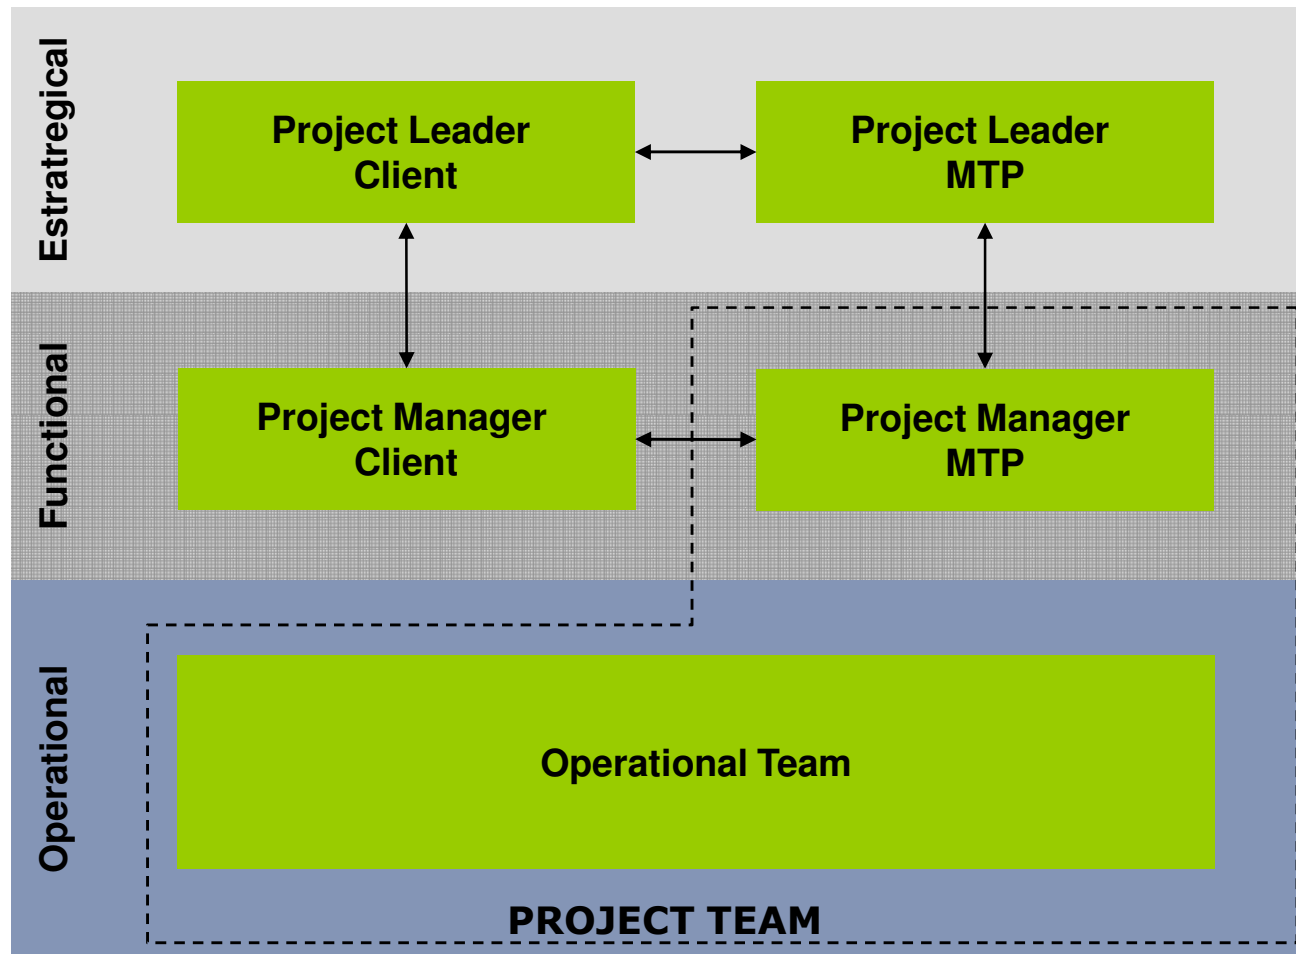 Estratregical
Project Leader
Client
Project Leader
MTP
Functional
Project Manager
Client
Project Manager
MTP
Operational
Operational Team
PROJECT TEAM